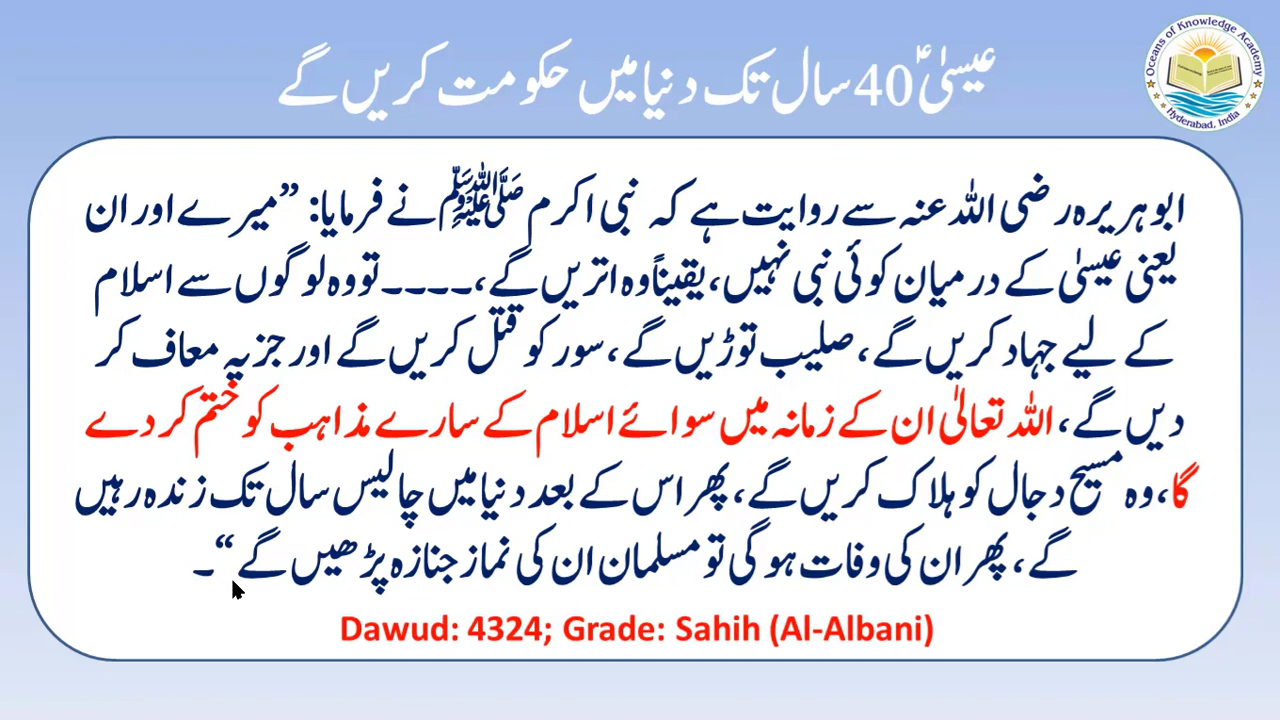 عیسیٰؑ 40 سال تک دنیا میں حکومت کریں گے
Oceans of Knowledge Academy
Hyderabad, India
ابو ہریرہ رضی اللہ عنہ سے روایت ہے کہ نبی اکرم ﷺ نے فرمایا: ”میرے اور ان
یعنی عیسیٰ کے درمیان کوئی نبی نہیں، یقیناً وہ اتریں گے، ۔۔۔۔ تو وہ لوگوں سے اسلام
کے لیے جہاد کریں گے، صلیب توڑیں گے، سور کو قتل کریں گے اور جزیہ معاف کر
دیں گے، اللہ تعالیٰ ان کے زمانہ میں سوائے اسلام کے سارے مذاہب کو ختم کر دے
گا، وہ مسیح دجال کو ہلاک کریں گے، پھر اس کے بعد دنیا میں چالیس سال تک زندہ رہیں
گے، پھر ان کی وفات ہو گی تو مسلمان ان کی نماز جنازہ پڑھیں گے“۔
Dawud: 4324; Grade: Sahih (Al-Albani)